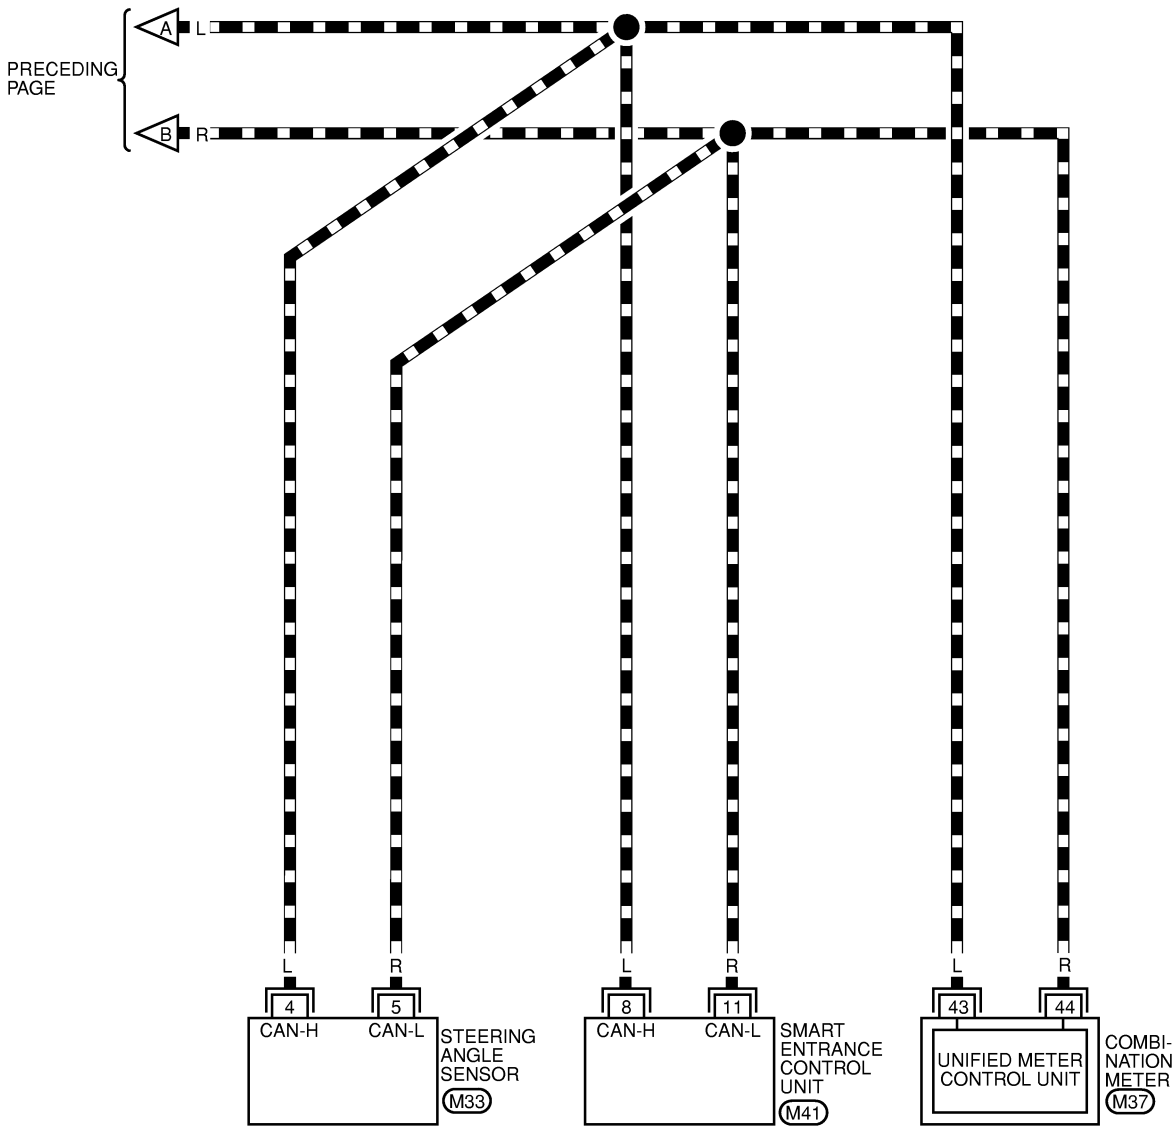 A L
PRECEDING
PAGE
B R
L R L R L R
4 5 8 11 43 44
CAN-H CAN-L
STEERING
ANGLE
SENSOR
M33
CAN-H CAN-L
SMART
ENTRANCE
CONTROL
UNIT
M41
UNIFIED METER
CONTROL UNIT
COMBI-
NATION
METER
M37